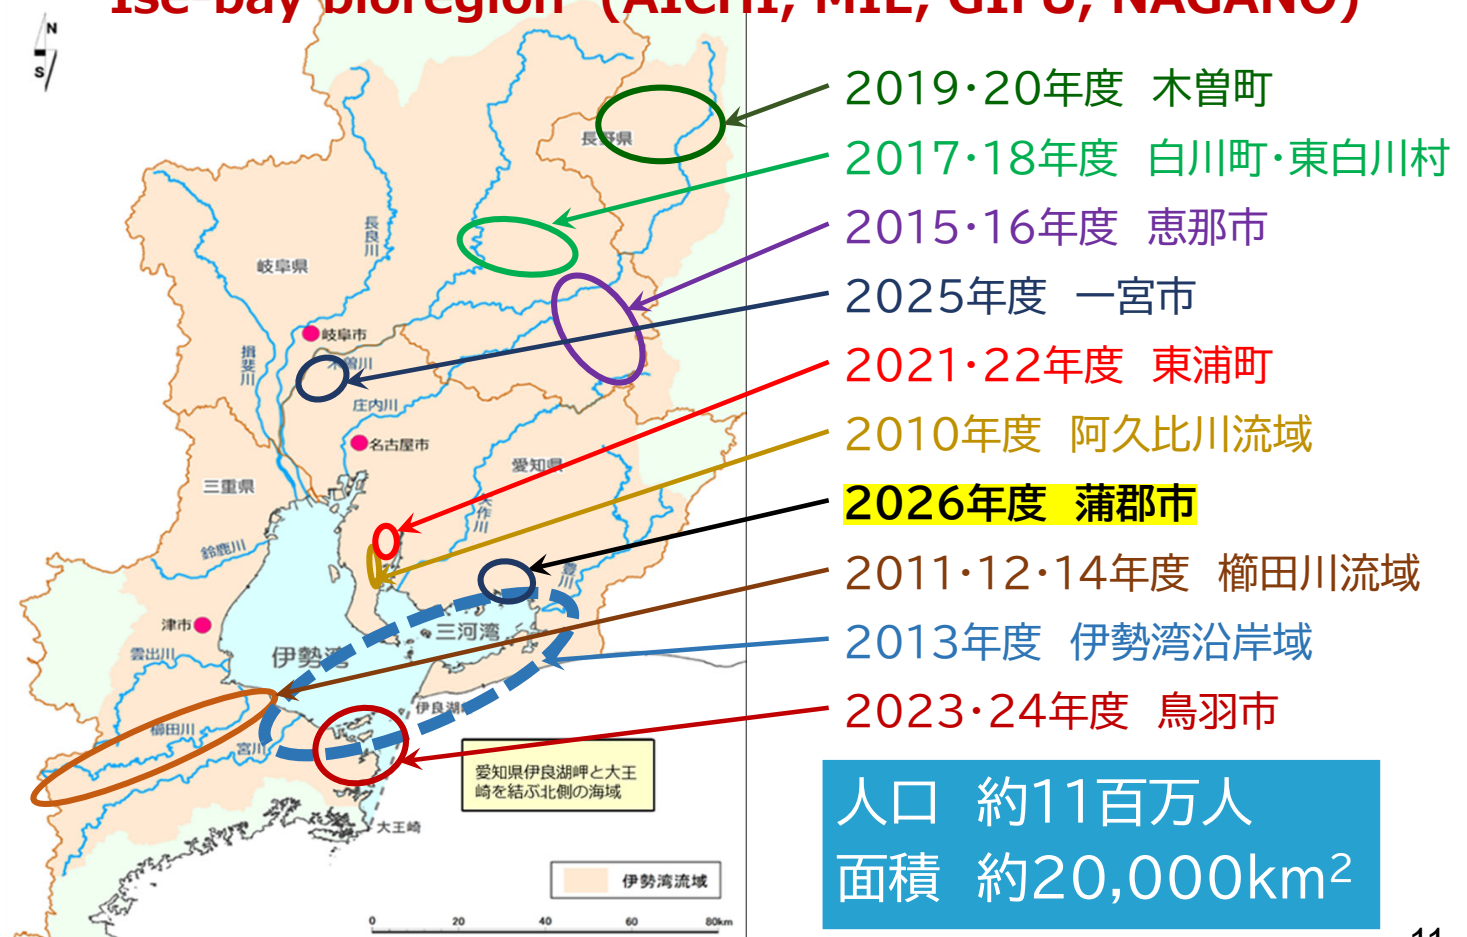 Ise-bay bioregion (AICHI, MIE, GIFU, NAGANO)
N
S
2019・20年度　木曽町
2017・18年度　白川町・東白川村
2015・16年度　恵那市
2025年度　一宮市
2021・22年度　東浦町
2010年度　阿久比川流域
2026年度　蒲郡市
2011・12・14年度　櫛田川流域
2013年度　伊勢湾沿岸域
2023・24年度　鳥羽市
人口　約11百万人
面積　約20,000km²
長野県
長良川
岐阜県
岐阜市
木曽川
揖斐川
庄内川
名古屋市
愛知県
三重県
矢作川
鈴鹿川
豊川
津市
三河湾
伊勢湾
雲出川
伊良湖岬
櫛田川
宮川
愛知県伊良湖岬と大王
崎を結ぶ北側の海域
大王崎
伊勢湾流域
0 20 40 60 80km
11